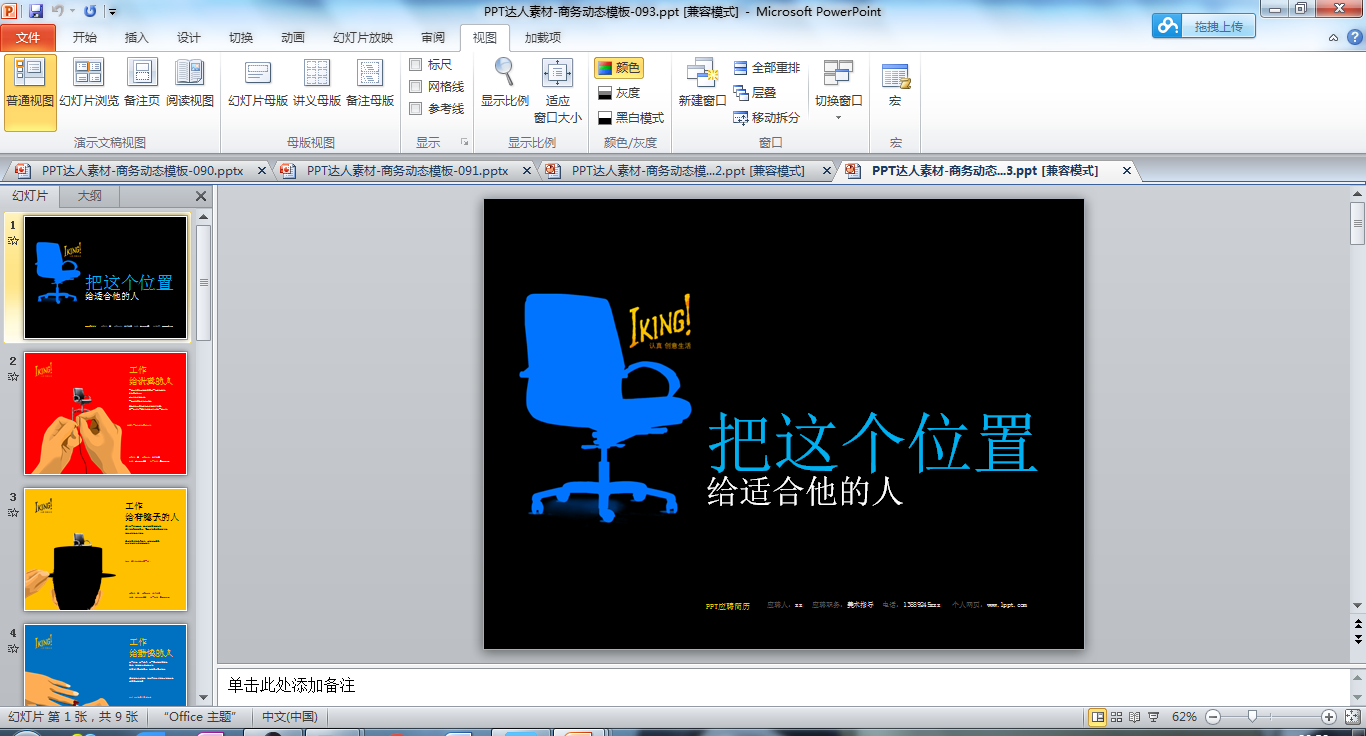 PPT达人素材-商务动态模板-093.ppt [兼容模式] - Microsoft PowerPoint
拖拽上传
文件 开始 插入 设计 切换 动画 幻灯片放映 审阅 视图 加载项
普通视图 幻灯片浏览 备注页 阅读视图
演示文稿视图
幻灯片母版 讲义母版 备注母版
母版视图
标尺
网格线
参考线
显示
显示比例 适应窗口大小
显示比例
颜色
灰度
黑白模式
颜色/灰度
新建窗口
全部重排
层叠
移动拆分
切换窗口
窗口
宏
宏
PPT达人素材-商务动态模板-090.pptx PPT达人素材-商务动态模板-091.pptx PPT达人素材-商务动态模...2.ppt [兼容模式] PPT达人素材-商务动态...3.ppt [兼容模式]
幻灯片 大纲
1
IKING!
把这个位置
给适合他的人
2
IKING!
工作
3
IKING!
工作
4
IKING!
工作
IKING!
认真 创意生活
把这个位置
给适合他的人
PPT应聘简历 应聘人: xx 应聘职务: 美术指导 电话: 13889245xxx 个人网页: www.1ppt.com
单击此处添加备注
幻灯片 第 1 张，共 9 张 “Office 主题” 中文(中国) 62%